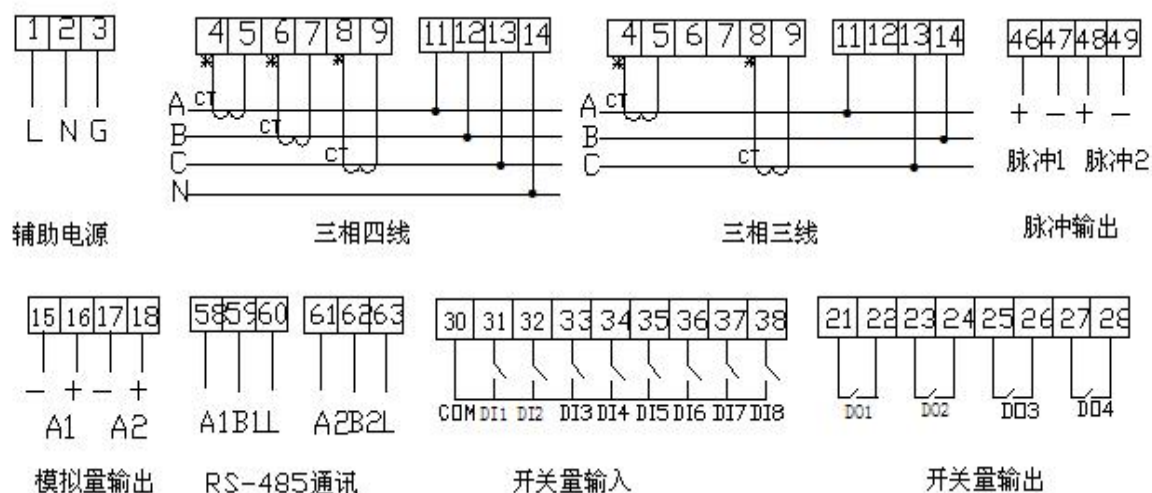 1 2 3
L N G
辅助电源
4 5 6 7 8 9 11 12 13 14
* * *
A CT
B CT
C CT
N
三相四线
4 5 6 7 8 9 11 12 13 14
* *
A CT
B
C CT
三相三线
46 47 48 49
+ - + -
脉冲1 脉冲2
脉冲输出
15 16 17 18
- + - +
A1 A2
模拟量输出
58 59 60 61 62 63
A1 B1 L A2 B2 L
RS-485通讯
30 31 32 33 34 35 36 37 38
COM DI1 DI2 DI3 DI4 DI5 DI6 DI7 DI8
开关量输入
21 22 23 24 25 26 27 28
DO1 DO2 DO3 DO4
开关量输出